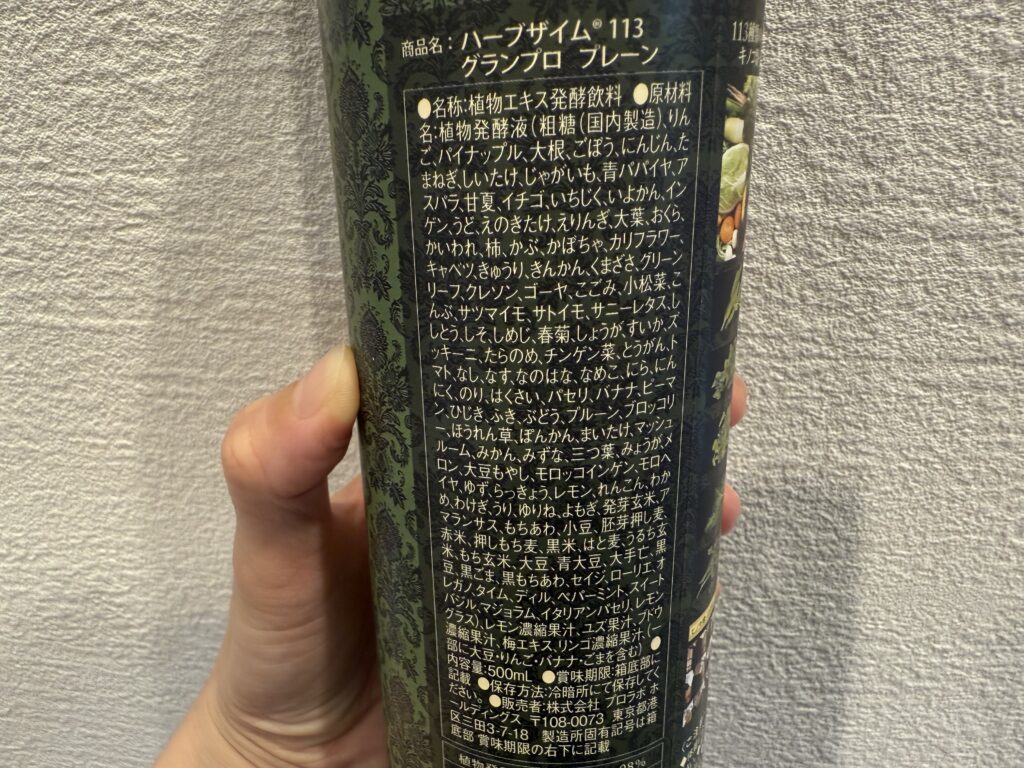 商品名： ハーブザイム® 113
グランプロ プレーン
●名称:植物エキス発酵飲料 ●原材料
名:植物発酵液（粗糖（国内製造）、りん
ご、パイナップル、大根、ごぼう、にんじん、た
まねぎ、しいたけ、じゃがいも、青パパイヤ、ア
スパラ、甘夏、イチゴ、いちじく、いよかん、イン
ゲン、うど、えのきたけ、えりんぎ、大葉、おくら、
かいわれ、柿、かぶ、かぼちゃ、カリフラワー、
キャベツ、きゅうり、きんかん、くまざさ、グリーン
リーフ、クレソン、ゴーヤ、こごみ、小松菜、こ
んぶ、サツマイモ、サトイモ、サニーレタス、し
しとう、しそ、しめじ、春菊、しょうが、すいか、ズ
ッキーニ、たらのめ、チンゲン菜、とうがん、ト
マト、なし、なす、なのはな、なめこ、にら、にん
にく、のり、はくさい、パセリ、バナナ、ピーマ
ン、ひじき、ふき、ぶどう、プルーン、ブロッコリ
ー、ほうれん草、ぽんかん、まいたけ、マッシュ
ルーム、みかん、みずな、三つ葉、みょうが、メ
ロン、大豆もやし、モロッコインゲン、モロヘ
イヤ、ゆず、らっきょう、レモン、れんこん、わか
め、わけぎ、うり、ゆりね、よもぎ、発芽玄米、ア
マランサス、もちあわ、小豆、胚芽押し麦、
赤米、押しもち麦、黒米、はと麦、うるち玄
米、もち玄米、大豆、青大豆、大手亡、黒
豆、黒ごま、黒もちあわ、セイジ、ローリエ、オ
レガノ、タイム、ディル、ペパーミント、スイート
バジル、マジョラム、イタリアンパセリ、レモン
グラス）、レモン濃縮果汁、ユズ果汁、ブドウ
濃縮果汁、梅エキス、リンゴ濃縮果汁、（一
部に大豆・りんご・バナナ・ごまを含む） ●
内容量:500mL ●賞味期限:箱底部に
記載 ●保存方法:冷暗所にて保存してく
ださい。 ●販売者:株式会社 プロラボ ホ
ールディングス 〒108-0073 東京都港
区三田3-7-18 製造所固有記号は箱
底部 賞味期限の右下に記載